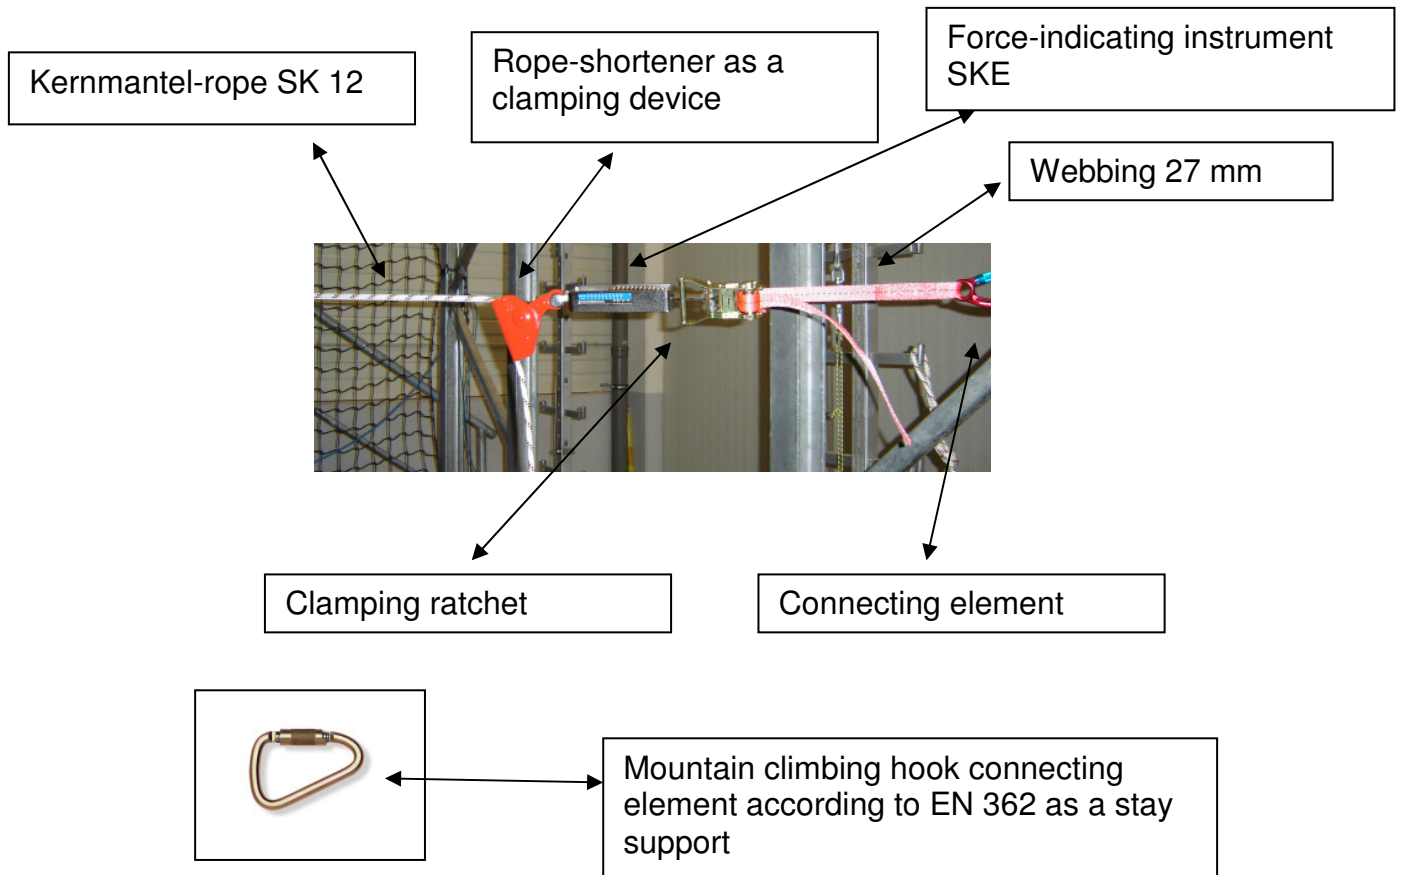 Kernmantel-rope SK 12
Rope-shortener as a
clamping device
Force-indicating instrument
SKE
Webbing 27 mm
Clamping ratchet
Connecting element
Mountain climbing hook connecting
element according to EN 362 as a stay
support